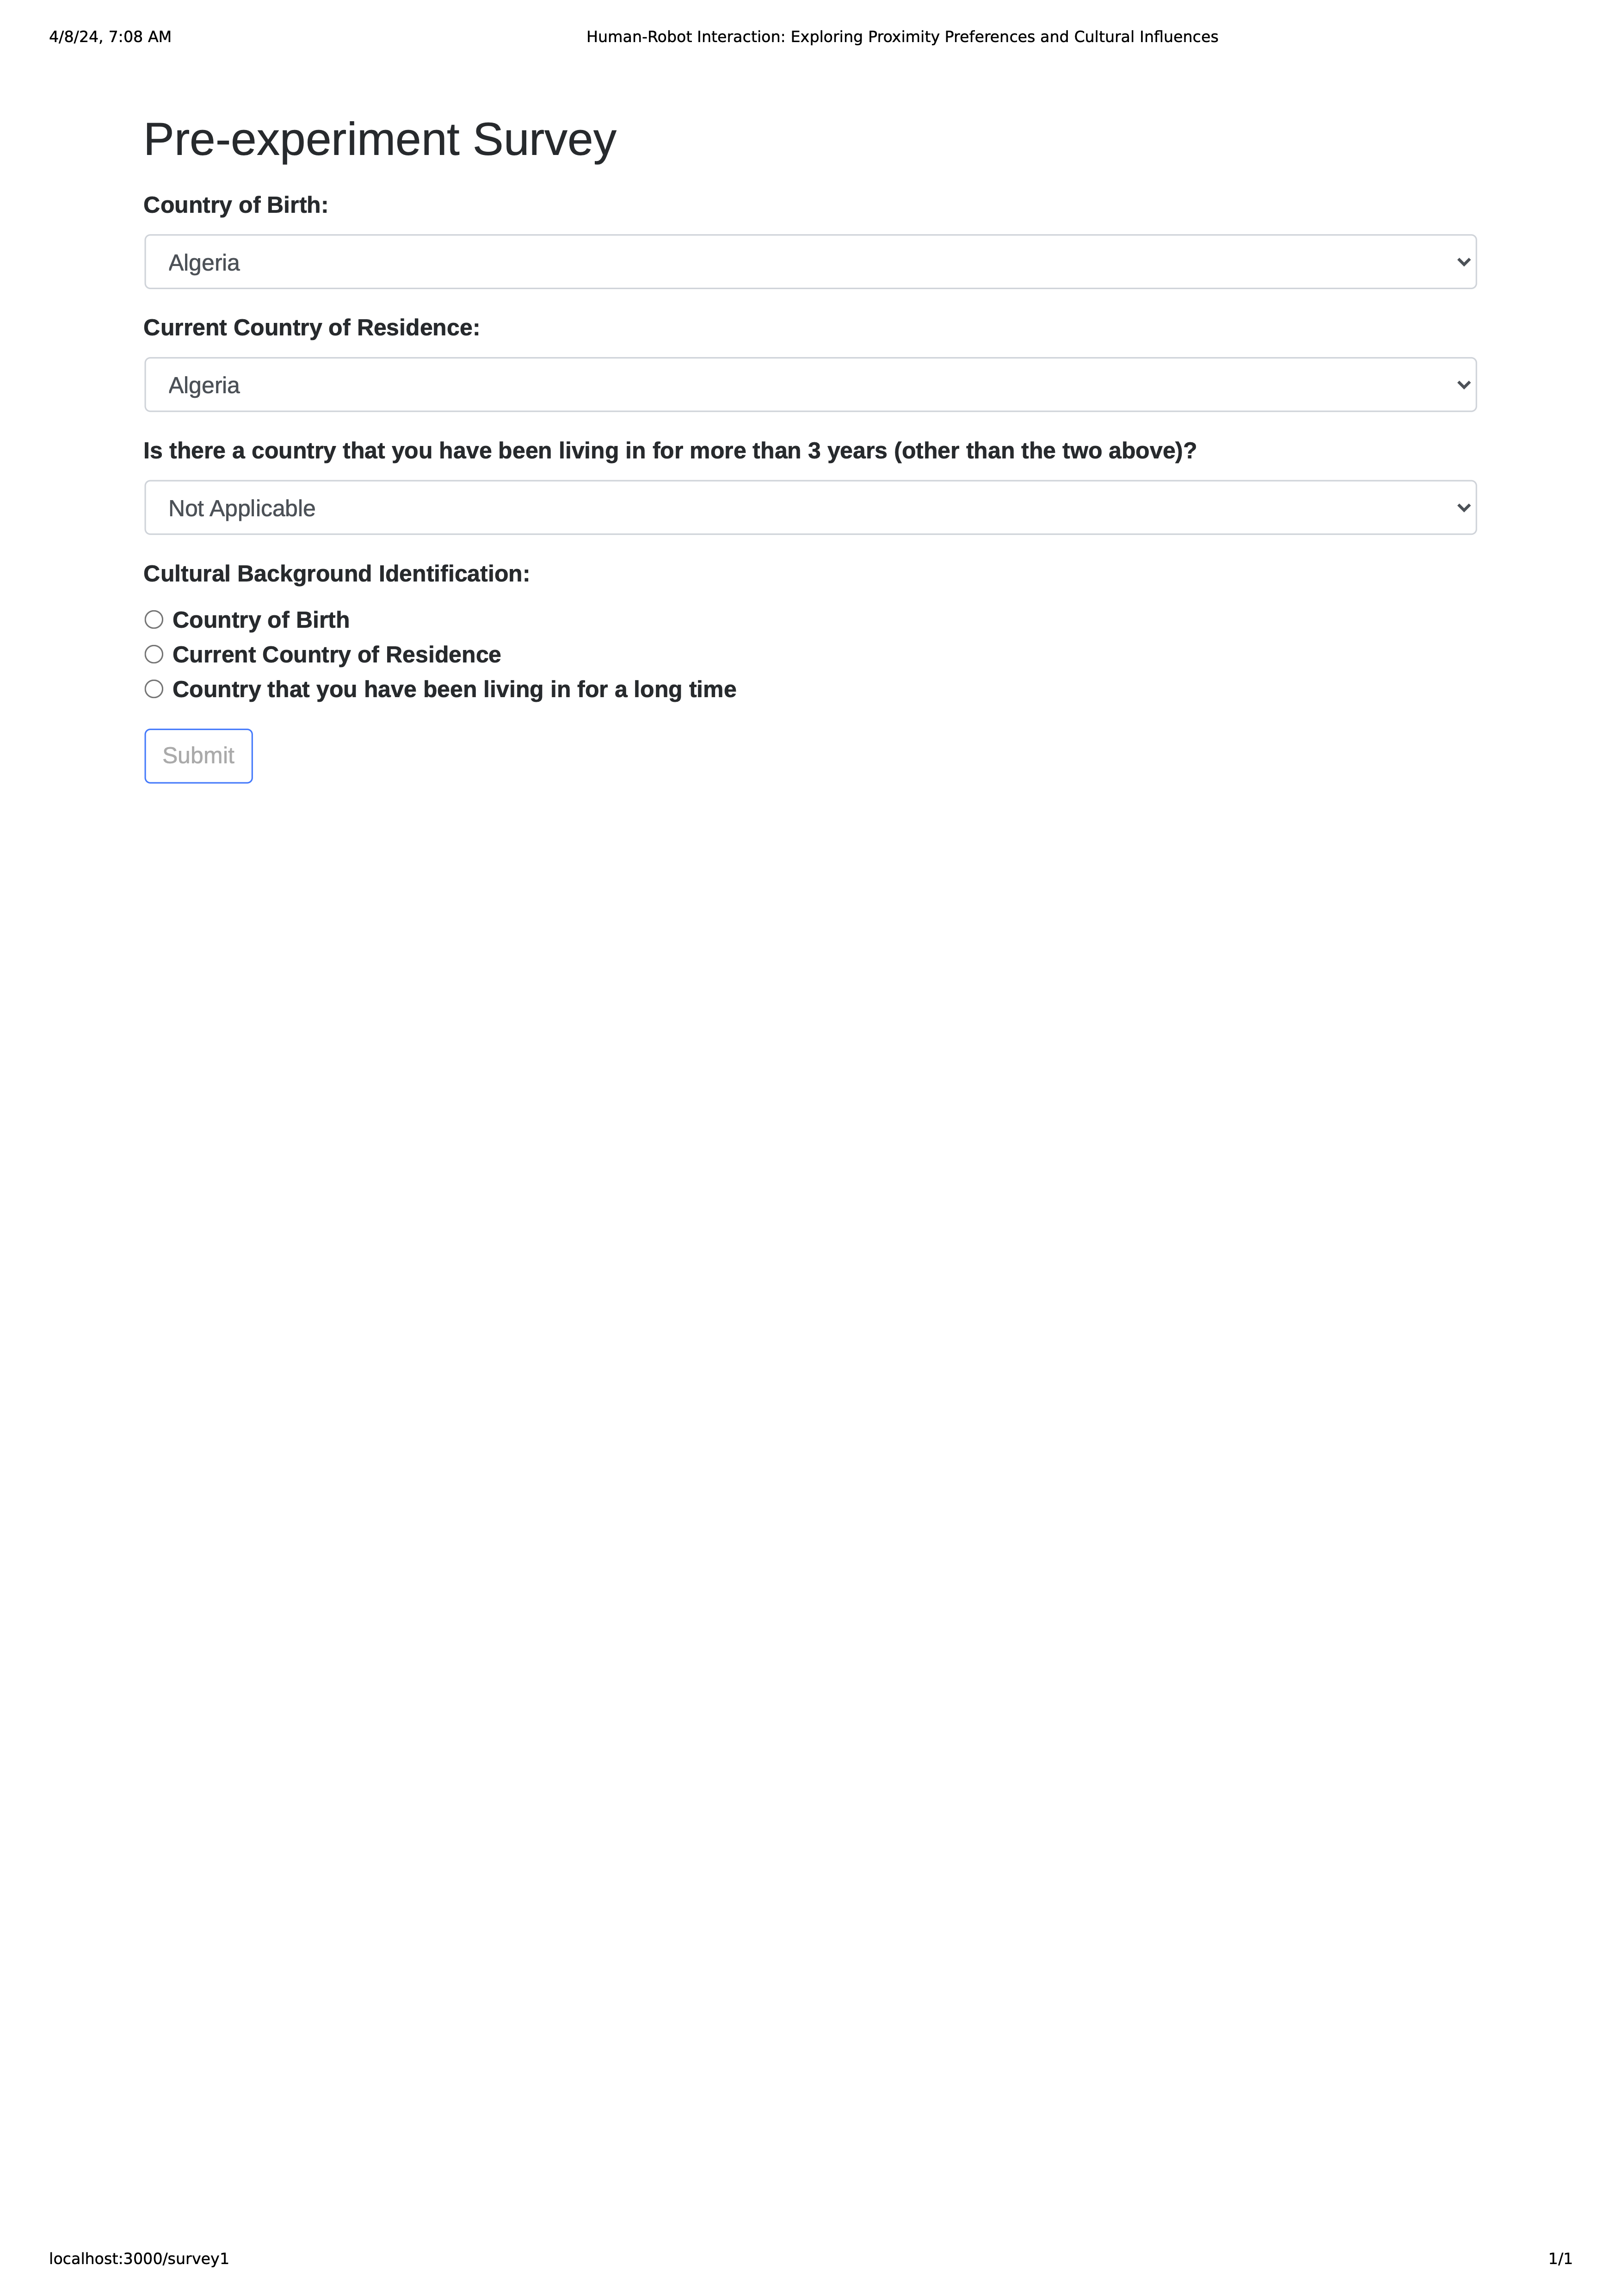 4/8/24, 7:08 AM Human-Robot Interaction: Exploring Proximity Preferences and Cultural Influences
Pre-experiment Survey
Country of Birth:
Algeria
Current Country of Residence:
Algeria
Is there a country that you have been living in for more than 3 years (other than the two above)?
Not Applicable
Cultural Background Identification:
Country of Birth
Current Country of Residence
Country that you have been living in for a long time
Submit
localhost:3000/survey1 1/1